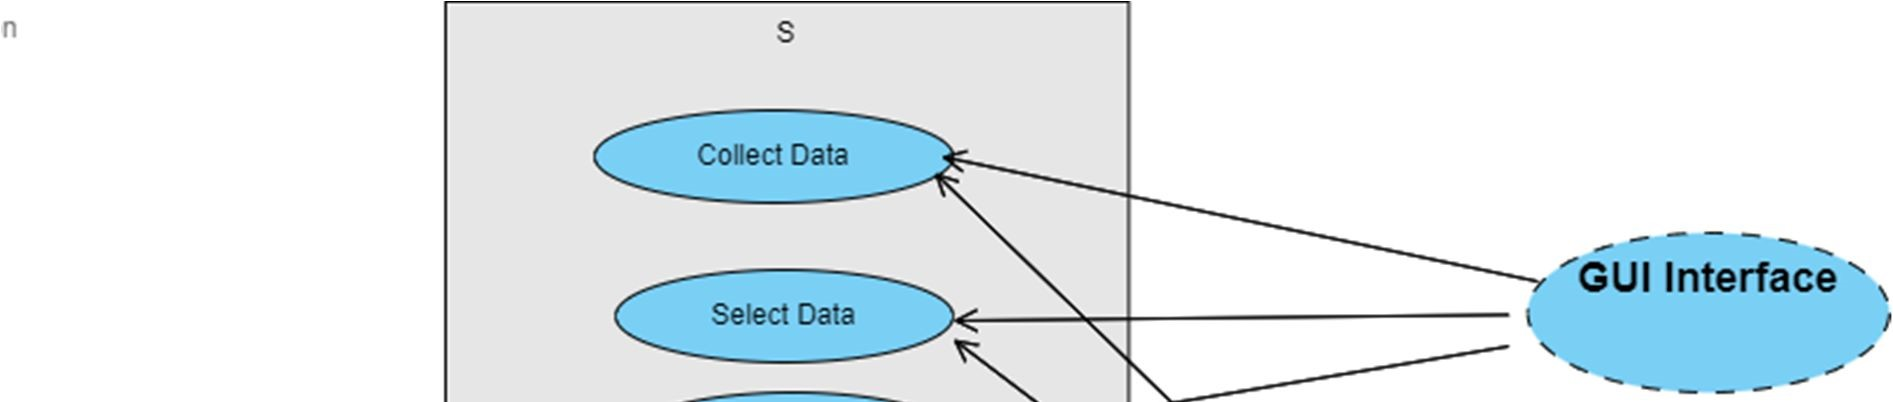 n
S
Collect Data
Select Data
GUI Interface